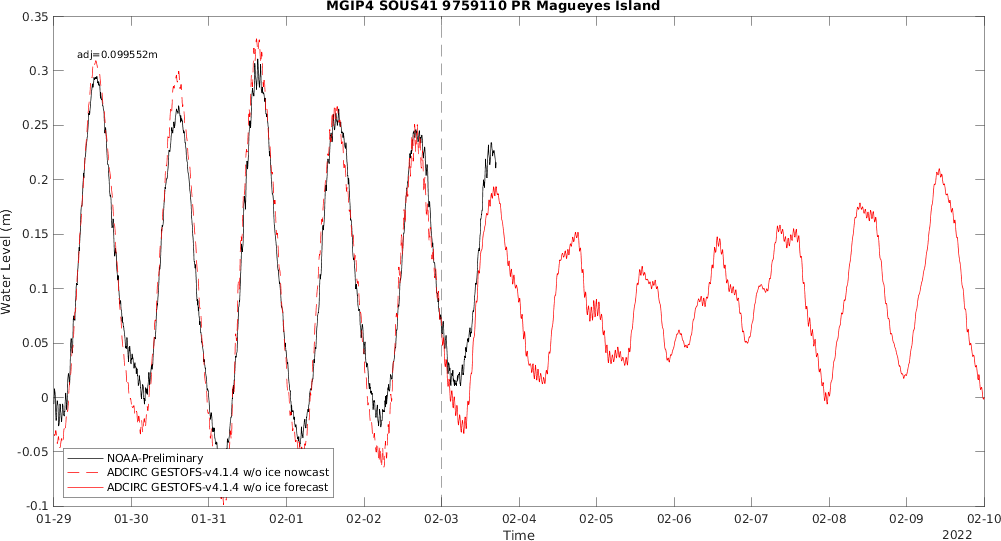 MGIP4 SOUS41 9759110 PR Magueyes Island
adj=0.099552m
Water Level (m)
0.35
0.3
0.25
0.2
0.15
0.1
0.05
0
-0.05
-0.1
NOAA-Preliminary
ADCIRC GESTOFS-v4.1.4 w/o ice nowcast
ADCIRC GESTOFS-v4.1.4 w/o ice forecast
01-29 01-30 01-31 02-01 02-02 02-03 02-04 02-05 02-06 02-07 02-08 02-09 02-10
Time
2022